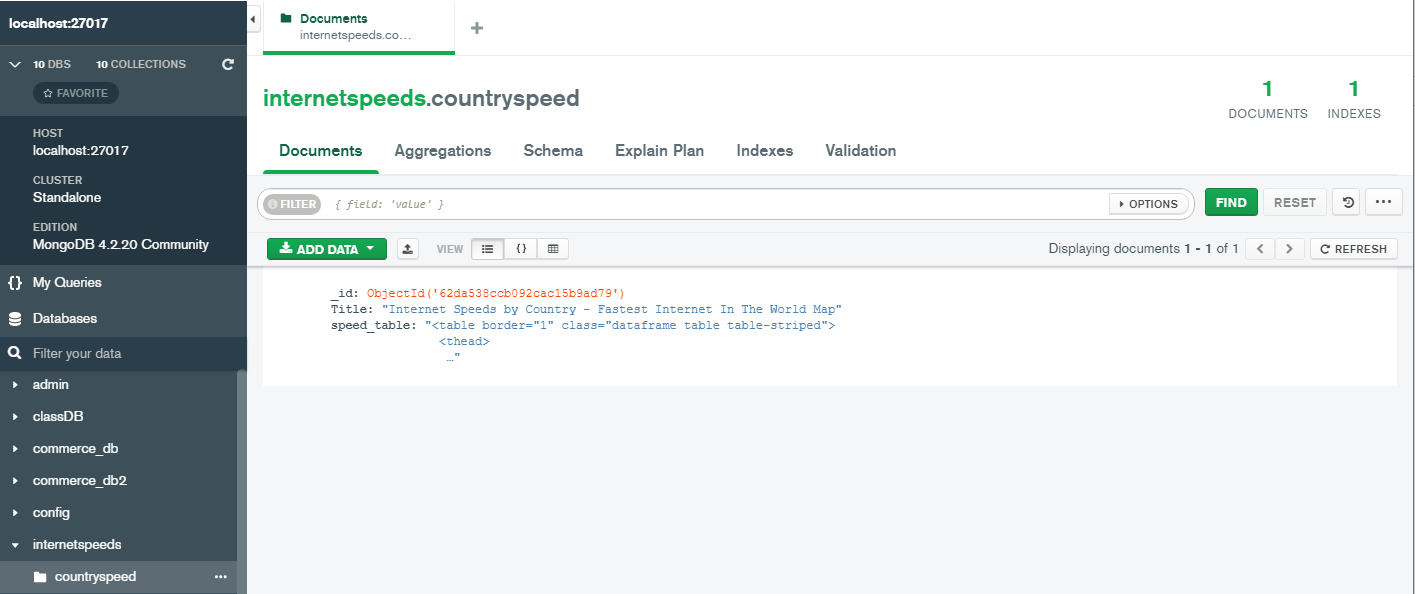 localhost:27017
10 DBS 10 COLLECTIONS
FAVORITE
HOST
localhost:27017
CLUSTER
Standalone
EDITION
MongoDB 4.2.20 Community
{} My Queries
Databases
Filter your data
admin
classDB
commerce_db
commerce_db2
config
internetspeeds
countryspeed ...
Documents
internetspeeds.co...
+
internetspeeds.countryspeed
1
DOCUMENTS
1
INDEXES
Documents Aggregations Schema Explain Plan Indexes Validation
FILTER { field: 'value' } OPTIONS FIND RESET ...
ADD DATA VIEW {} Displaying documents 1 - 1 of 1 < > REFRESH
_id: ObjectId('62da538ccb092cac15b9ad79')
Title: "Internet Speeds by Country - Fastest Internet In The World Map"
speed_table: "<table border="1" class="dataframe table table-striped">
<thead>
…"